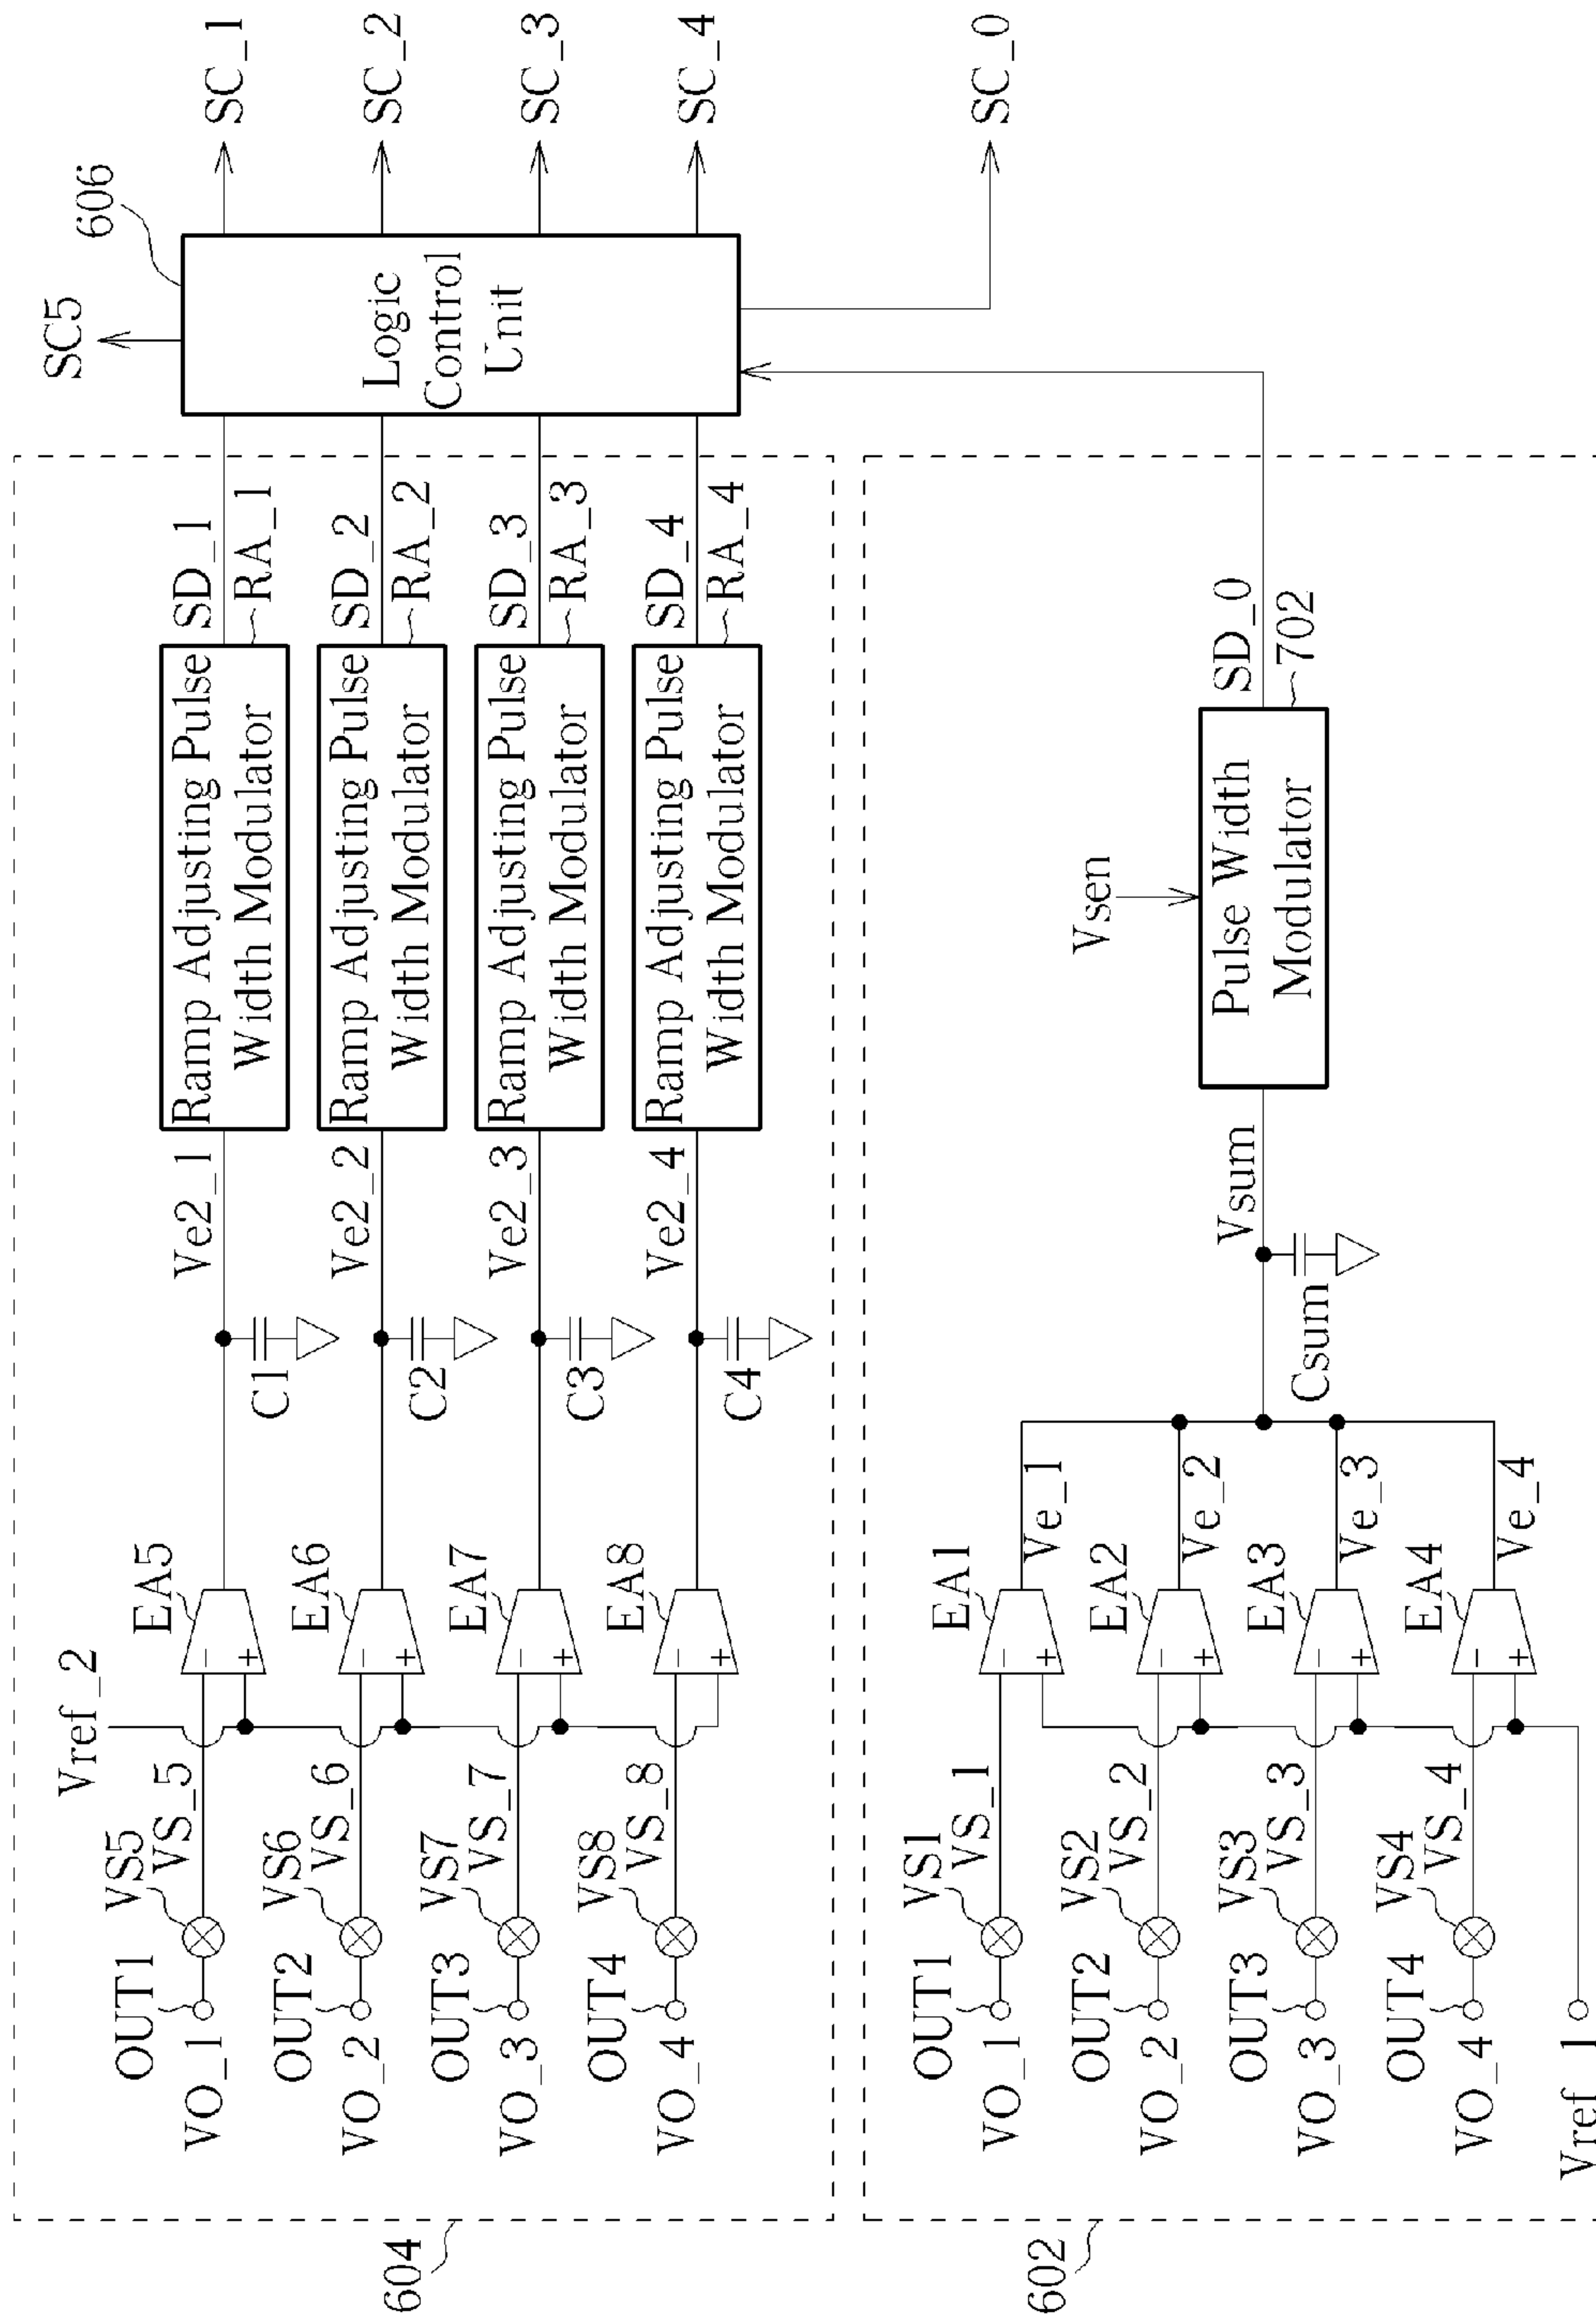 SC5
606
SC_1
SC_2
SC_3
SC_4
SC_0
Logic
Control
Unit
604
Vref_2
OUT1
VO_1
VS5
VS_5
EA5
-
+
C1
Ve2_1
Ramp Adjusting Pulse
Width Modulator
SD_1
RA_1
OUT2
VO_2
VS6
VS_6
EA6
-
+
C2
Ve2_2
Ramp Adjusting Pulse
Width Modulator
SD_2
RA_2
OUT3
VO_3
VS7
VS_7
EA7
-
+
C3
Ve2_3
Ramp Adjusting Pulse
Width Modulator
SD_3
RA_3
OUT4
VO_4
VS8
VS_8
EA8
-
+
C4
Ve2_4
Ramp Adjusting Pulse
Width Modulator
SD_4
RA_4
602
OUT1
VO_1
VS1
VS_1
EA1
-
+
Ve_1
OUT2
VO_2
VS2
VS_2
EA2
-
+
Ve_2
OUT3
VO_3
VS3
VS_3
EA3
-
+
Ve_3
OUT4
VO_4
VS4
VS_4
EA4
-
+
Ve_4
Vref_1
Vsum
Csum
Vsen
Pulse Width
Modulator
SD_0
702